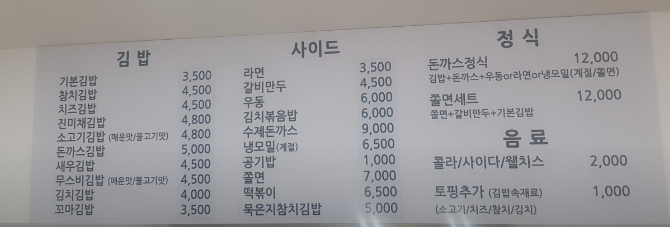 김밥
기본김밥 3,500
참치김밥 4,500
치즈김밥 4,500
진미채김밥 4,800
소고기김밥 (매운맛/불고기맛) 4,800
돈까스김밥 5,000
새우김밥 4,500
무스비김밥 (매운맛/불고기맛) 4,500
김치김밥 4,000
꼬마김밥 3,500
사이드
라면 3,500
갈비만두 4,500
우동 6,000
김치볶음밥 6,000
수제돈까스 9,000
냉모밀(계절) 6,500
공기밥 1,000
쫄면 7,000
떡볶이 6,500
묵은지참치김밥 5,000
정식
돈까스정식 12,000
김밥+돈까스+우동or라면or냉모밀(계절/쫄면)
쫄면세트 12,000
쫄면+갈비만두+기본김밥
음료
콜라/사이다/웰치스 2,000
토핑추가 (김밥속재료) 1,000
(소고기/치즈/참치/김치)